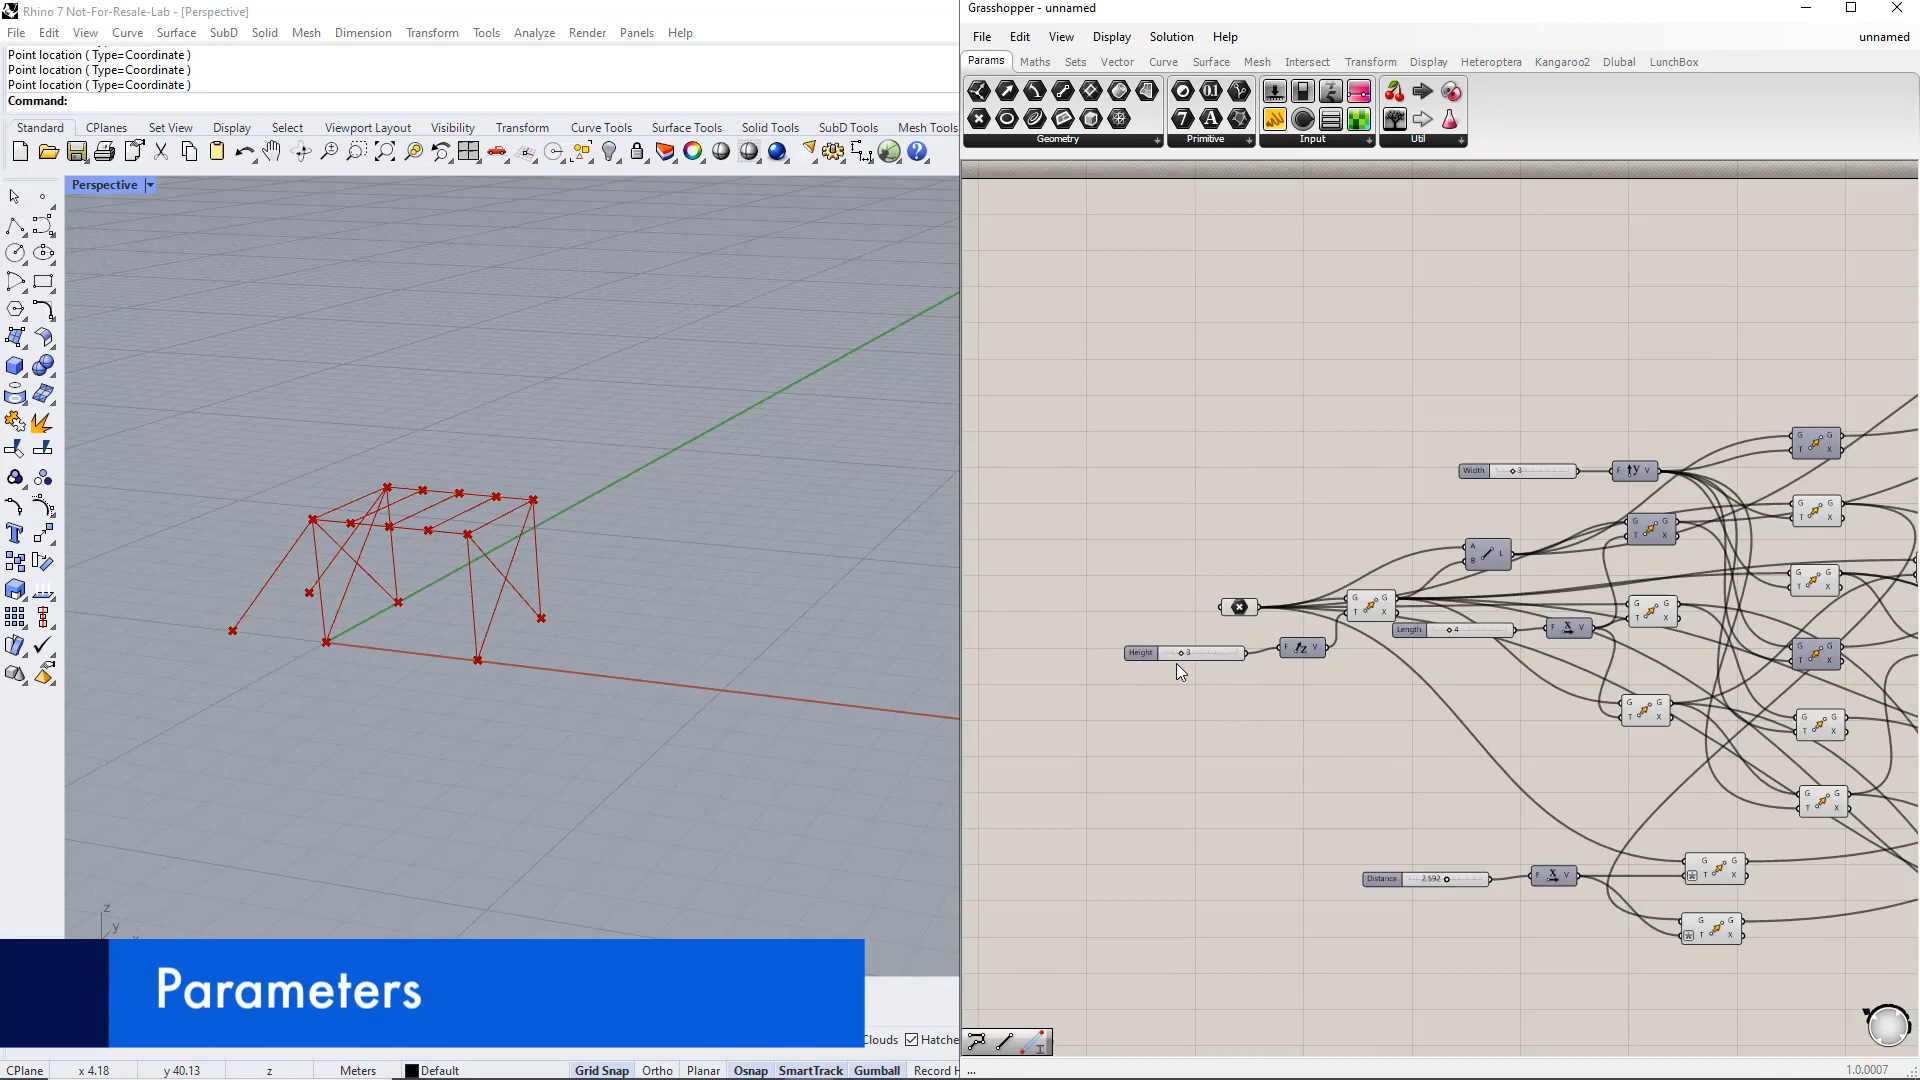 Rhino 7 Not-For-Resale-Lab - [Perspective]
File Edit View Curve Surface SubD Solid Mesh Dimension Transform Tools Analyze Render Panels Help
Point location ( Type=Coordinate )
Point location ( Type=Coordinate )
Point location ( Type=Coordinate )
Command:
Standard CPlanes Set View Display Select Viewport Layout Visibility Transform Curve Tools Surface Tools Solid Tools SubD Tools Mesh Tools
Perspective
z
y
Parameters
Clouds Hatche
CPlane x 4.18 y 40.13 z Meters Default Grid Snap Ortho Planar Osnap SmartTrack Gumball Record H
Grasshopper - unnamed
File Edit View Display Solution Help unnamed
Params Maths Sets Vector Curve Surface Mesh Intersect Transform Display Heteroptera Kangaroo2 Dlubal LunchBox
Geometry Primitive Input Util
G G
T X
Width 3 F Y V
G G
T X
G G
T X
A L
B
G G
T X
G G
T X
G G
T X
Length 4 F X V
Height 3 F Z V
G G
T X
G G
T X
G G
T X
G G
T X
G G
T X
Distance 2.592 F X V
G G
T X
... 1.0.0007